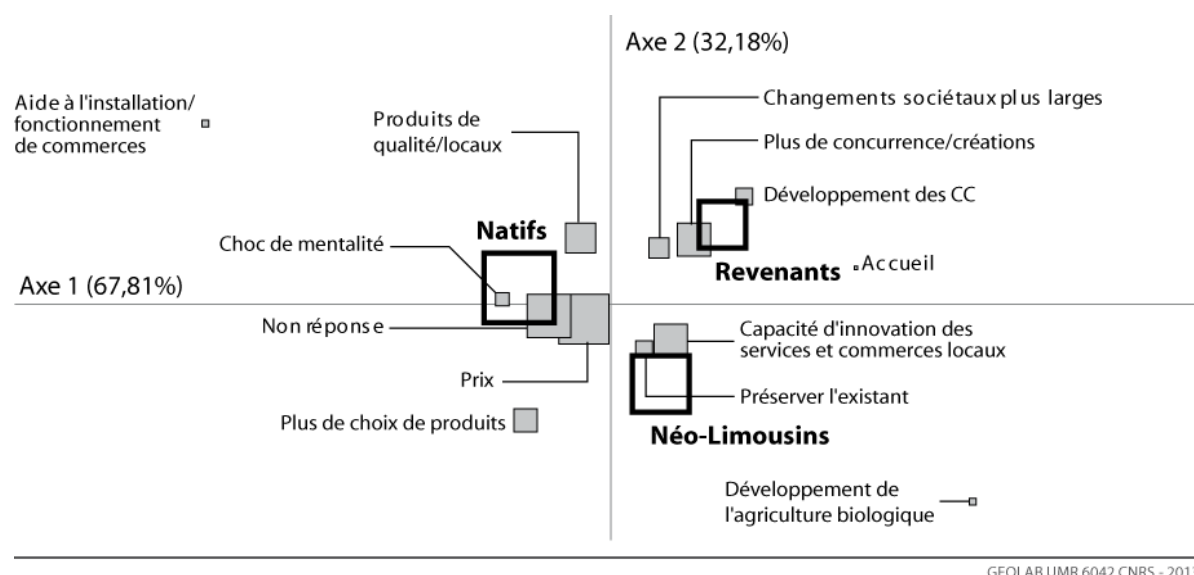 Axe 2 (32,18%)
Aide à l'installation/
fonctionnement
de commerces
Produits de
qualité/locaux
Changements sociétaux plus larges
Plus de concurrence/créations
Développement des CC
Natifs
Choc de mentalité
Revenants
Accueil
Axe 1 (67,81%)
Non réponse
Capacité d'innovation des
services et commerces locaux
Prix
Préserver l'existant
Plus de choix de produits
Néo-Limousins
Développement de
l'agriculture biologique
GEOLAB UMR 6042 CNRS -